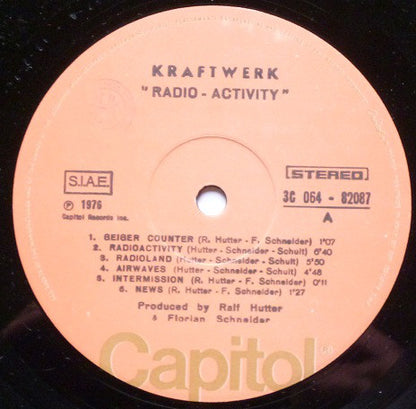 KRAFTWERK
" RADIO - ACTIVITY "
S.I.A.E.
STEREO
℗ 1976
Capitol Records Inc.
3C 064 - 82087
A
1. GEIGER COUNTER (R. Hutter - F. Schneider) 1'07
2. RADIOACTIVITY (Hutter - Schneider - Schult) 6'40
3. RADIOLAND (Hutter - Schneider - Schult) 5'50
4. AIRWAVES (Hutter - Schneider - Schult) 4'48
5. INTERMISSION (Hutter - Schneider) 0'11
6. NEWS (R. Hutter - Schneider) 1'27
Produced by Ralf Hutter
& Florian Schneider
Capitol